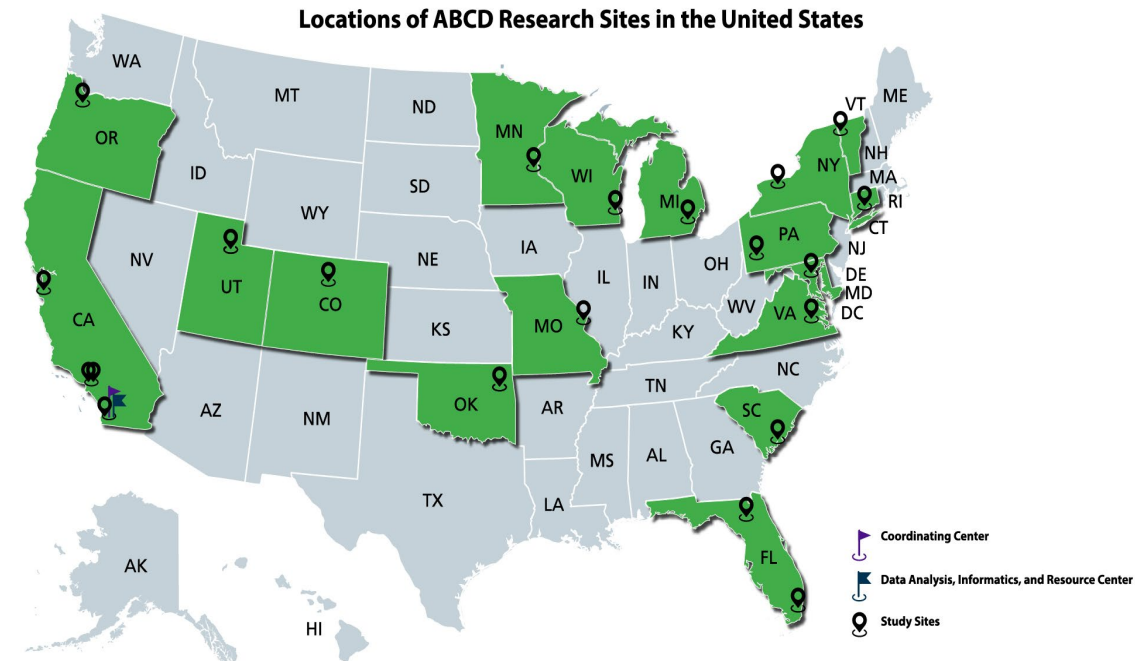 Locations of ABCD Research Sites in the United States
WA
MT
ND
MN
VT
ME
OR
ID
SD
WI
MI
NY
NH
MA
RI
CT
WY
IA
PA
NJ
NV
NE
IL
IN
OH
DE
MD
DC
UT
CO
WV
VA
CA
KS
MO
KY
NC
TN
AZ
NM
OK
AR
SC
MS
AL
GA
TX
LA
FL
AK
HI
Coordinating Center
Data Analysis, Informatics, and Resource Center
Study Sites